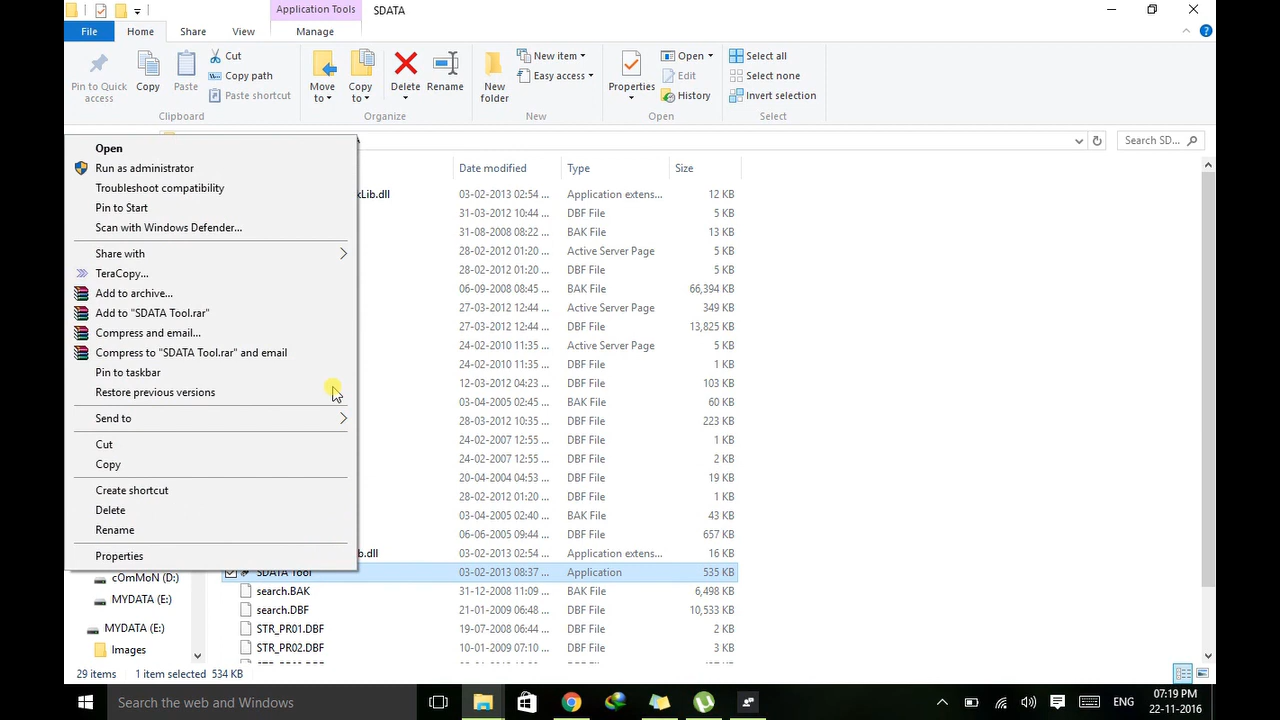 Application Tools
SDATA
File
Home
Share
View
Manage
Pin to Quick access
Copy
Paste
Cut
Copy path
Paste shortcut
Clipboard
Move to
Copy to
Delete
Rename
Organize
New folder
New item
Easy access
New
Properties
Open
Edit
History
Open
Select all
Select none
Invert selection
Select
Search SD...
Open
Run as administrator
Troubleshoot compatibility
Pin to Start
Scan with Windows Defender...
Share with
TeraCopy...
Add to archive...
Add to "SDATA Tool.rar"
Compress and email...
Compress to "SDATA Tool.rar" and email
Pin to taskbar
Restore previous versions
Send to
Cut
Copy
Create shortcut
Delete
Rename
Properties
cOmMoN (D:)
MYDATA (E:)
MYDATA (E:)
Images
Date modified Type Size
kLib.dll 03-02-2013 02:54 ... Application extens... 12 KB
31-03-2012 10:44 ... DBF File 5 KB
31-08-2008 08:22 ... BAK File 13 KB
28-02-2012 01:20 ... Active Server Page 5 KB
28-02-2012 01:20 ... DBF File 5 KB
06-09-2008 08:45 ... BAK File 66,394 KB
27-03-2012 12:44 ... Active Server Page 349 KB
27-03-2012 12:44 ... DBF File 13,825 KB
24-02-2010 11:35 ... Active Server Page 5 KB
24-02-2010 11:35 ... DBF File 1 KB
12-03-2012 04:23 ... DBF File 103 KB
03-04-2005 02:45 ... BAK File 60 KB
28-03-2012 10:35 ... DBF File 223 KB
24-02-2007 12:55 ... DBF File 1 KB
24-02-2007 12:55 ... DBF File 2 KB
20-04-2004 04:53 ... DBF File 19 KB
28-02-2012 01:20 ... DBF File 1 KB
03-04-2005 02:40 ... BAK File 43 KB
06-06-2005 09:44 ... DBF File 657 KB
b.dll 03-02-2013 02:54 ... Application extens... 16 KB
SDATA Tool 03-02-2013 08:37 ... Application 535 KB
search.BAK 31-12-2008 11:09 ... BAK File 6,498 KB
search.DBF 21-01-2009 06:48 ... DBF File 10,533 KB
STR_PR01.DBF 19-07-2008 06:44 ... DBF File 2 KB
STR_PR02.DBF 10-01-2009 07:10 ... DBF File 3 KB
29 items 1 item selected 534 KB
Search the web and Windows
ENG
07:19 PM
22-11-2016